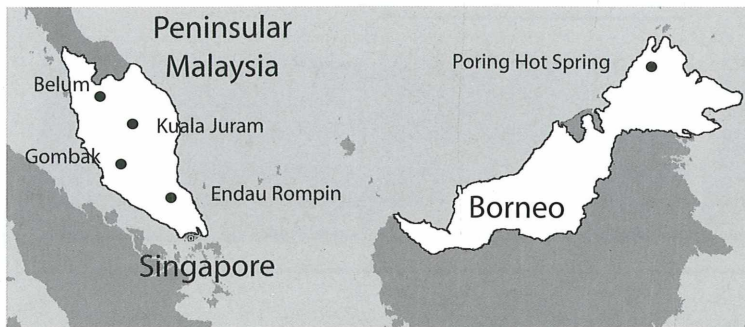 Peninsular
Malaysia
Belum
Kuala Juram
Gombak
Endau Rompin
Singapore
Poring Hot Spring
Borneo